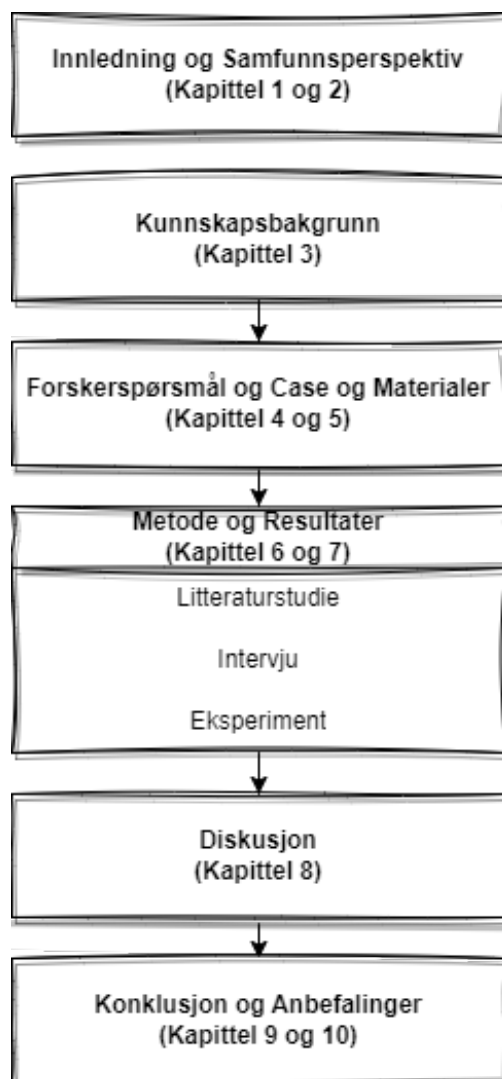 Innledning og Samfunnsperspektiv
(Kapittel 1 og 2)
Kunnskapsbakgrunn
(Kapittel 3)
Forskerspørsmål og Case og Materialer
(Kapittel 4 og 5)
Metode og Resultater
(Kapittel 6 og 7)
Litteraturstudie
Intervju
Eksperiment
Diskusjon
(Kapittel 8)
Konklusjon og Anbefalinger
(Kapittel 9 og 10)